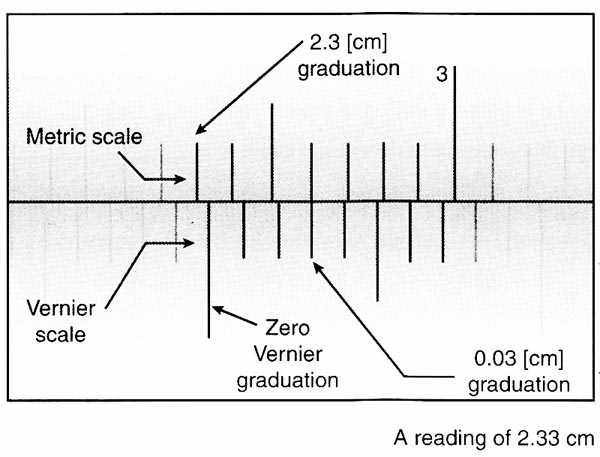 2.3 [cm]
graduation
3
Metric scale
Vernier
scale
Zero
Vernier
graduation
0.03 [cm]
graduation
A reading of 2.33 cm